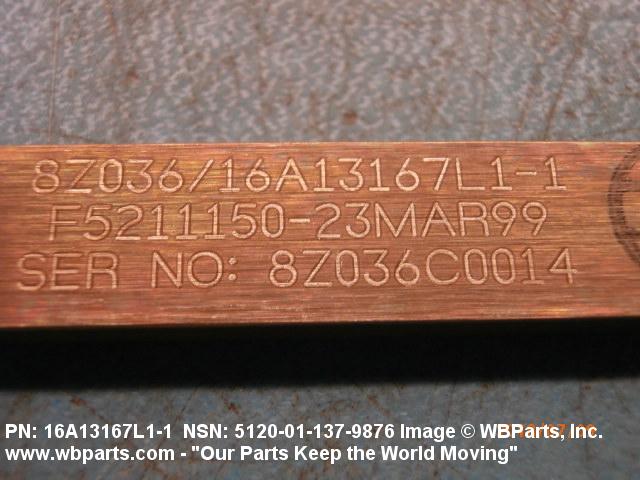 8Z036/16A13167L1-1
F5211150-23MAR99
SER NO: 8Z036C0014
PN: 16A13167L1-1 NSN: 5120-01-137-9876 Image © WBParts, Inc.
www.wbparts.com - "Our Parts Keep the World Moving"